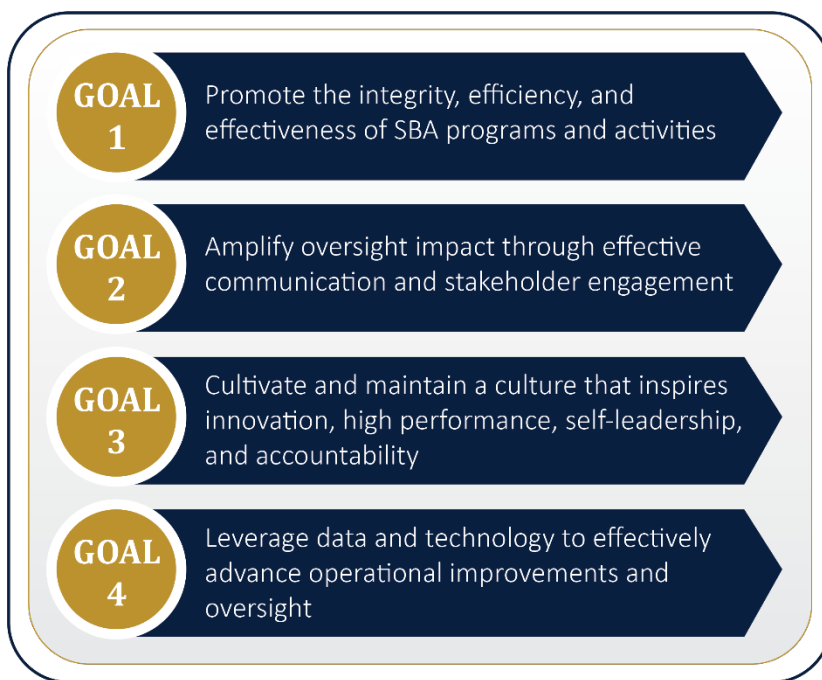 GOAL
1
Promote the integrity, efficiency, and
effectiveness of SBA programs and activities
GOAL
2
Amplify oversight impact through effective
communication and stakeholder engagement
GOAL
3
Cultivate and maintain a culture that inspires
innovation, high performance, self-leadership,
and accountability
GOAL
4
Leverage data and technology to effectively
advance operational improvements and
oversight